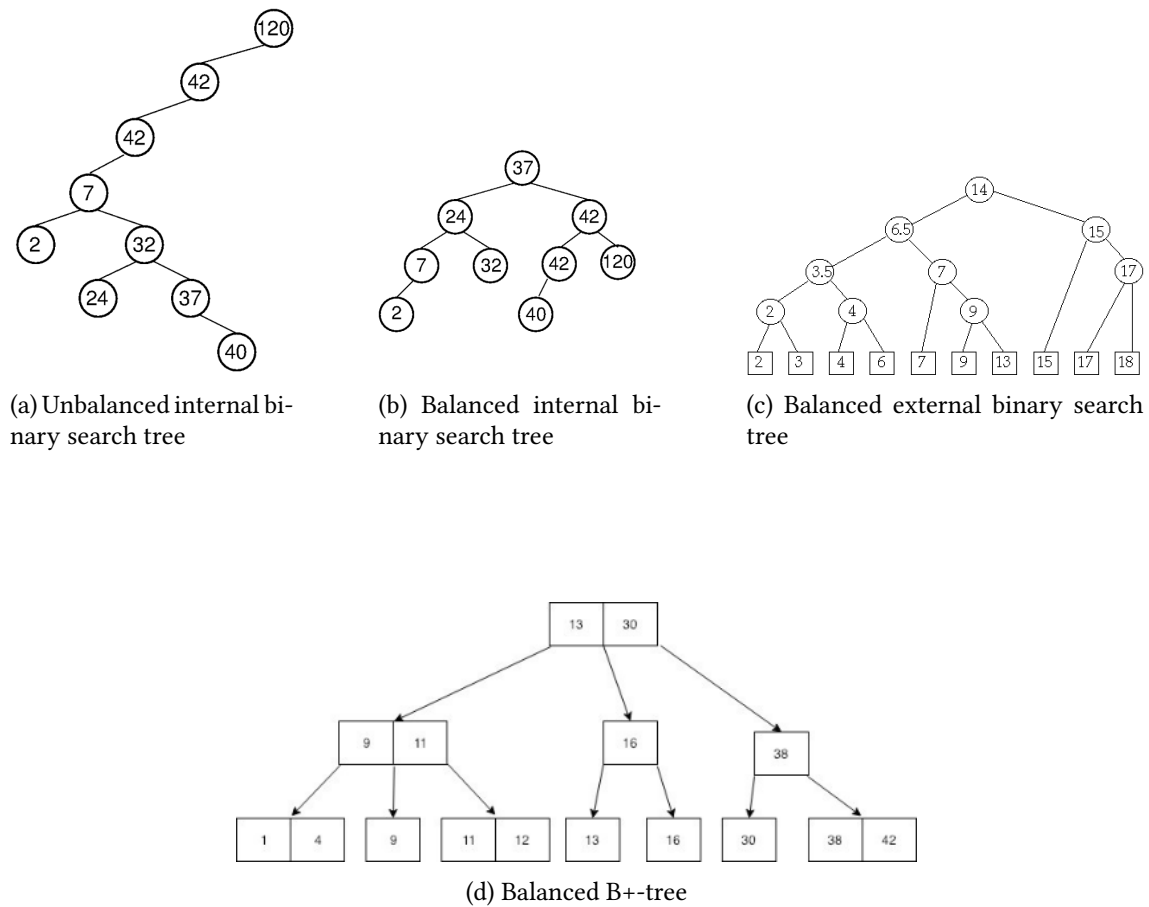 120
42
42
7
2
32
24
37
40
(a) Unbalanced internal bi-
nary search tree
37
24 42
7 32 42 120
2 40
(b) Balanced internal bi-
nary search tree
14
6.5 15
3.5 7 17
2 4 9
2 3 4 6 7 9 13 15 17 18
(c) Balanced external binary search
tree
13 30
9 11 16 38
1 4 9 11 12 13 16 30 38 42
(d) Balanced B+-tree